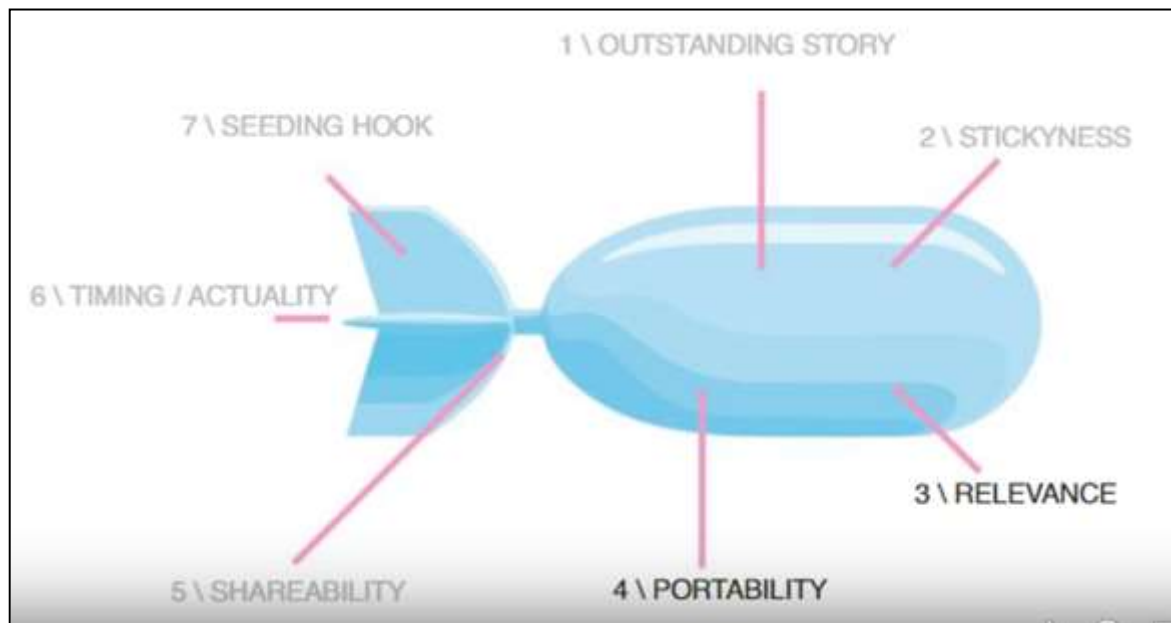 1 \ OUTSTANDING STORY
7 \ SEEDING HOOK
2 \ STICKYNESS
6 \ TIMING / ACTUALITY
3 \ RELEVANCE
5 \ SHAREABILITY
4 \ PORTABILITY